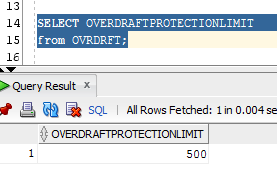 13
14 SELECT OVERDRAFTPROTECTIONLIMIT
15 from OVRDRFT;
16
Query Result ×
SQL | All Rows Fetched: 1 in 0.004 se
OVERDRAFTPROTECTIONLIMIT
1 500